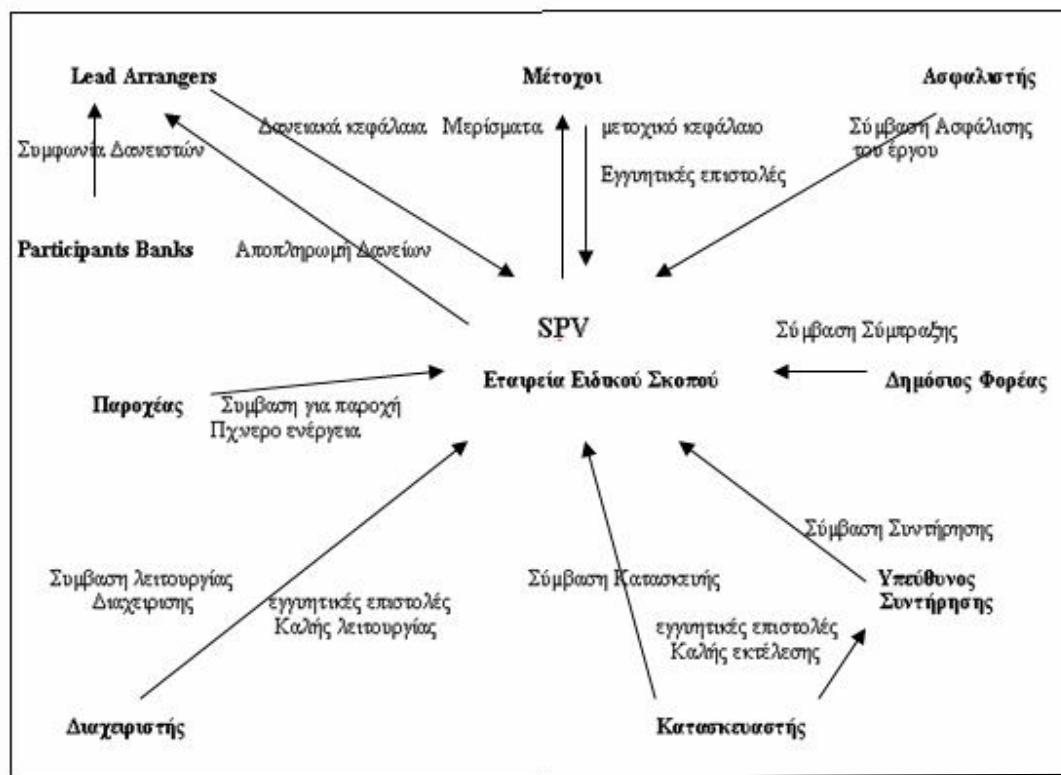 Lead Arrangers
Μέτοχοι
Ασφαλιστής
Δανειακά κεφάλαια
Μερίσματα
μετοχικό κεφάλαιο
Σύμβαση Ασφάλισης
του έργου
Συμφωνία Δανειστών
Εγγυητικές επιστολές
Participants Banks
Αποπληρωμή Δανείων
SPV
Εταιρεία Ειδικού Σκοπού
Σύμβαση Σύμπραξης
Δημόσιος Φορέας
Παροχέας
Συμβαση για παροχή
Πχ:νερο ενέργεια
Σύμβαση Συντήρησης
Συμβαση λειτουργίας
Διαχειρισης
εγγυητικές επιστολές
Καλής λειτουργίας
Σύμβαση Κατασκευής
Υπεύθυνος
Συντήρησης
εγγυητικές επιστολές
Καλής εκτέλεσης
Διαχειριστής
Κατασκευαστής